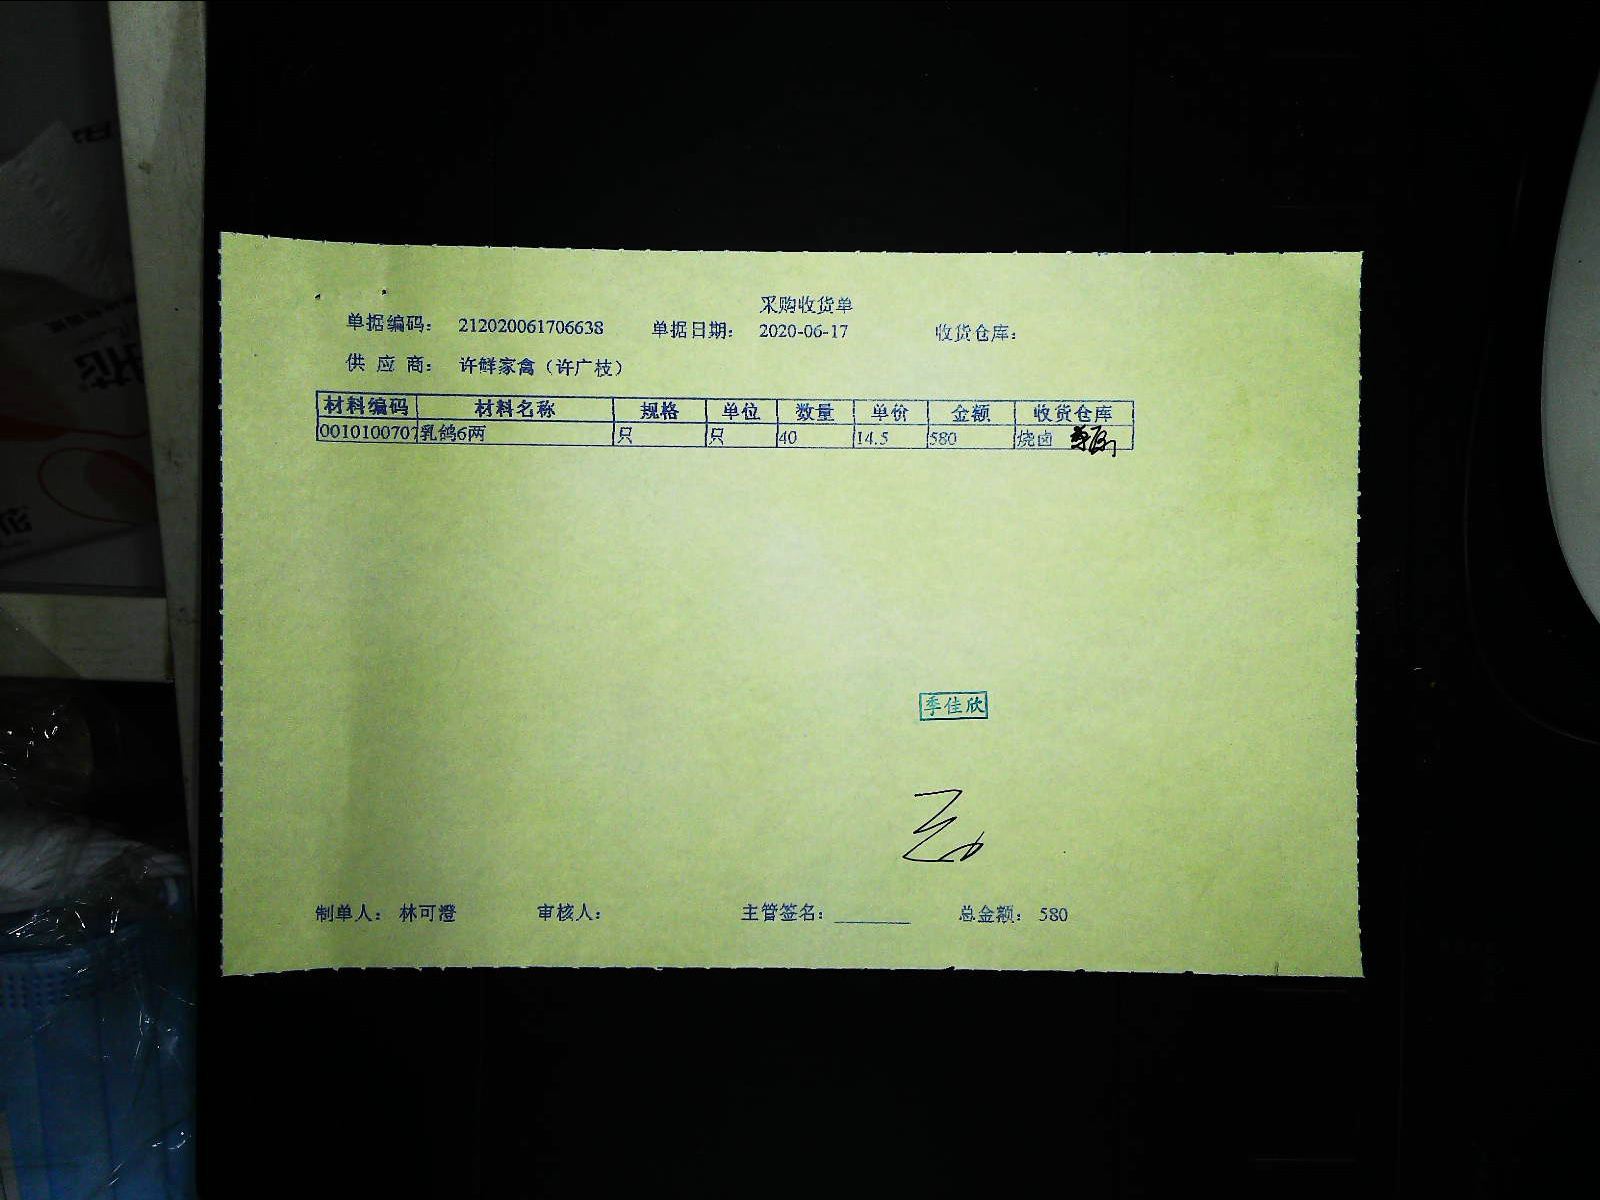 采购收货单
单据编码： 212020061706638 单据日期： 2020-06-17 收货仓库：
供 应 商： 许鲜家禽（许广枝）
材料编码 材料名称 规格 单位 数量 单价 金额 收货仓库
0010100707 乳鸽6两 只 只 40 14.5 580 烧卤
季佳欣
制单人： 林可澄 审核人： 主管签名： 总金额： 580